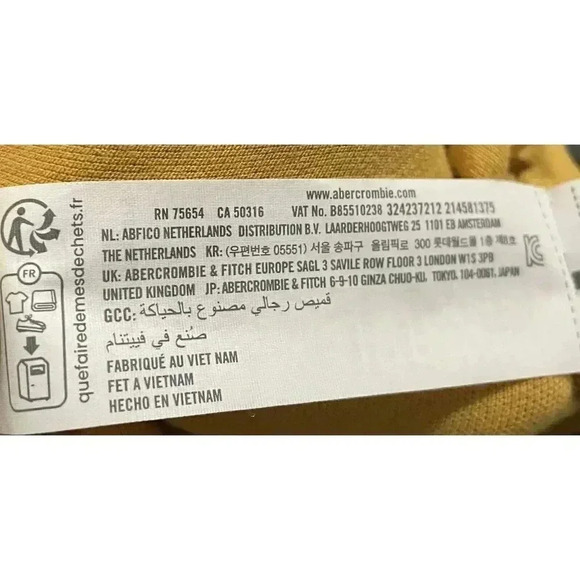 www.abercrombie.com
RN 75654 CA 50316 VAT No. B85510238 324237212 214581375
NL: ABFICO NETHERLANDS DISTRIBUTION B.V. LAARDERHOOGTWEG 25 1101 EB AMSTERDAM
THE NETHERLANDS KR: (우편번호 05551) 서울 송파구 올림픽로 300 롯데월드몰 1층 제8호
UK: ABERCROMBIE & FITCH EUROPE SAGL 3 SAVILE ROW FLOOR 3 LONDON W1S 3PB
UNITED KINGDOM JP: ABERCROMBIE & FITCH 6-9-10 GINZA CHUO-KU, TOKYO, 104-0061, JAPAN
GCC: قميص رجالي مصنوع بالحياكة
صُنع في فييتنام
FABRIQUÉ AU VIET NAM
FET A VIETNAM
HECHO EN VIETNAM
FR
quefairedemesdechets.fr